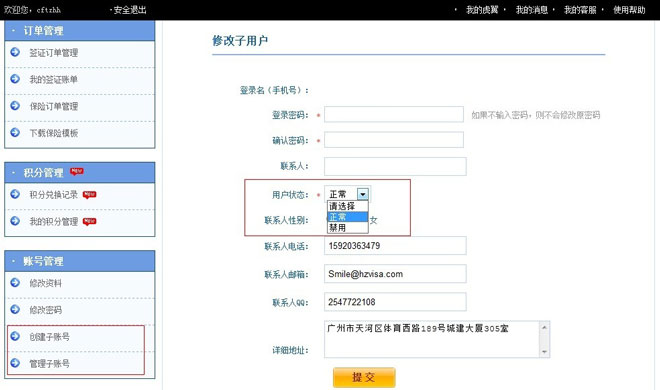 欢迎您，cftzhh
·安全退出
· 我的虎翼 · 我的消息 · 我的客服 · 使用帮助
订单管理
签证订单管理
我的签证账单
保险订单管理
下载保险模板
积分管理 New
积分兑换记录 New
我的积分管理 New
账号管理
修改资料
修改密码
创建子账号
管理子账号
修改子用户
登录名（手机号）：
登录密码： * 如果不输入密码，则不会修改原密码
确认密码： *
联系人：
用户状态： * 正常
请选择
正常
禁用
联系人性别： 女
联系人电话： 15920363479
联系人邮箱： Smile@hzvisa.com
联系人QQ： 2547722108
详细地址： 广州市天河区体育西路189号城建大厦305室
提 交